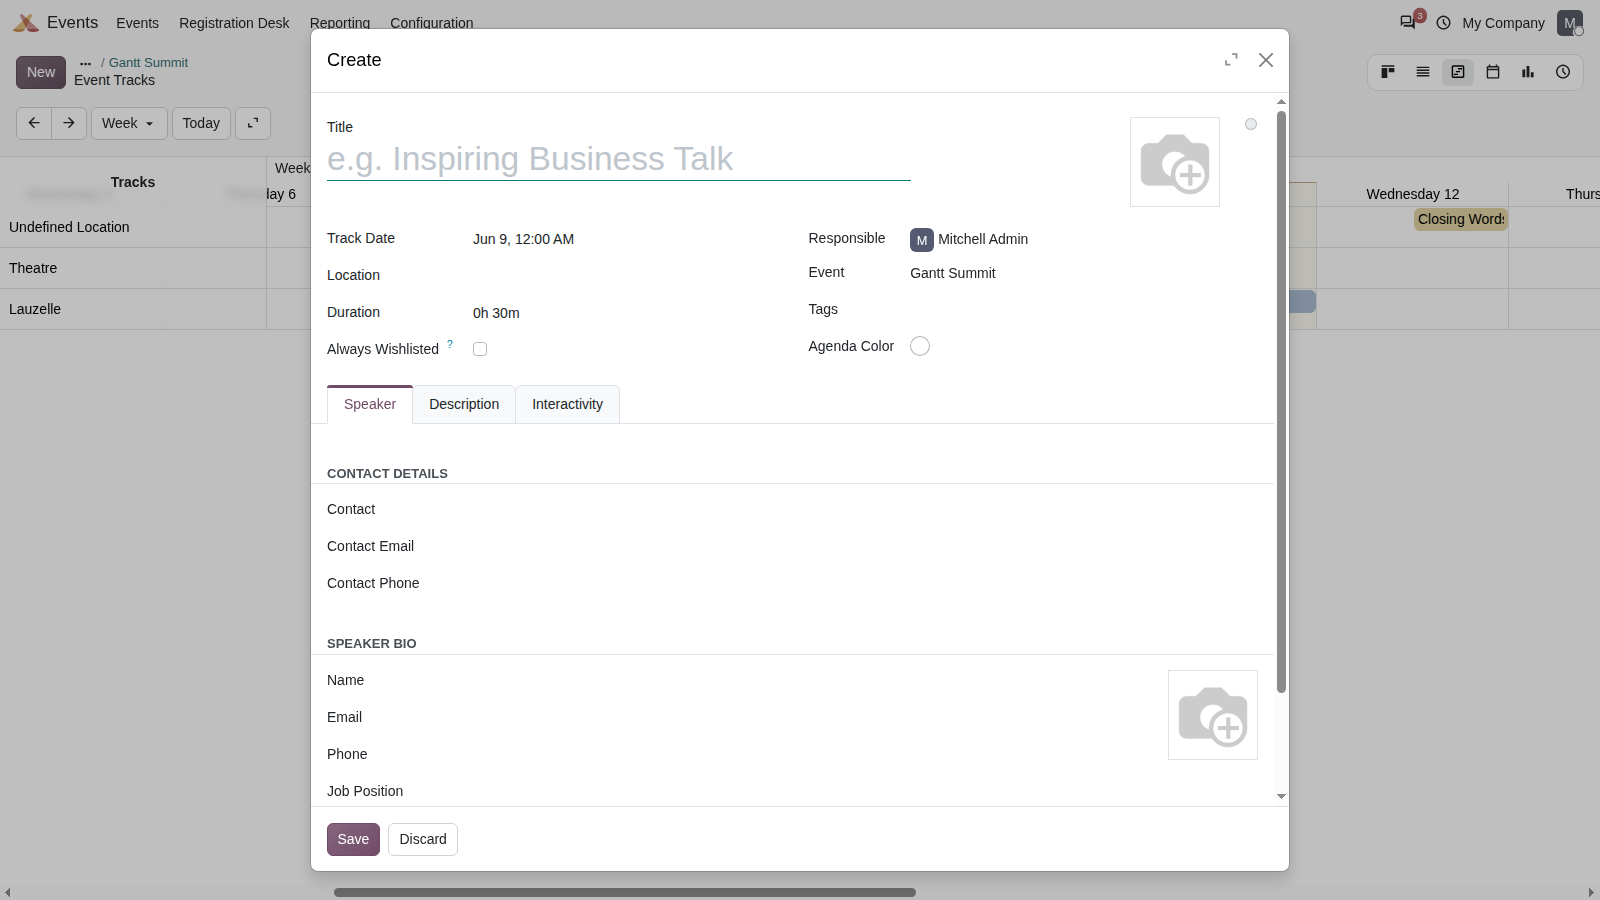 Events Events Registration Desk Reporting Configuration 3 My Company M
New ... / Gantt Summit
Event Tracks
Week Today
Tracks Week
day 6 Wednesday 12 Thurs
Undefined Location Closing Words
Theatre
Lauzelle
Create
Title
e.g. Inspiring Business Talk
Track Date Jun 9, 12:00 AM Responsible M Mitchell Admin
Location Event Gantt Summit
Duration 0h 30m Tags
Always Wishlisted ? Agenda Color
Speaker Description Interactivity
CONTACT DETAILS
Contact
Contact Email
Contact Phone
SPEAKER BIO
Name
Email
Phone
Job Position
Save Discard